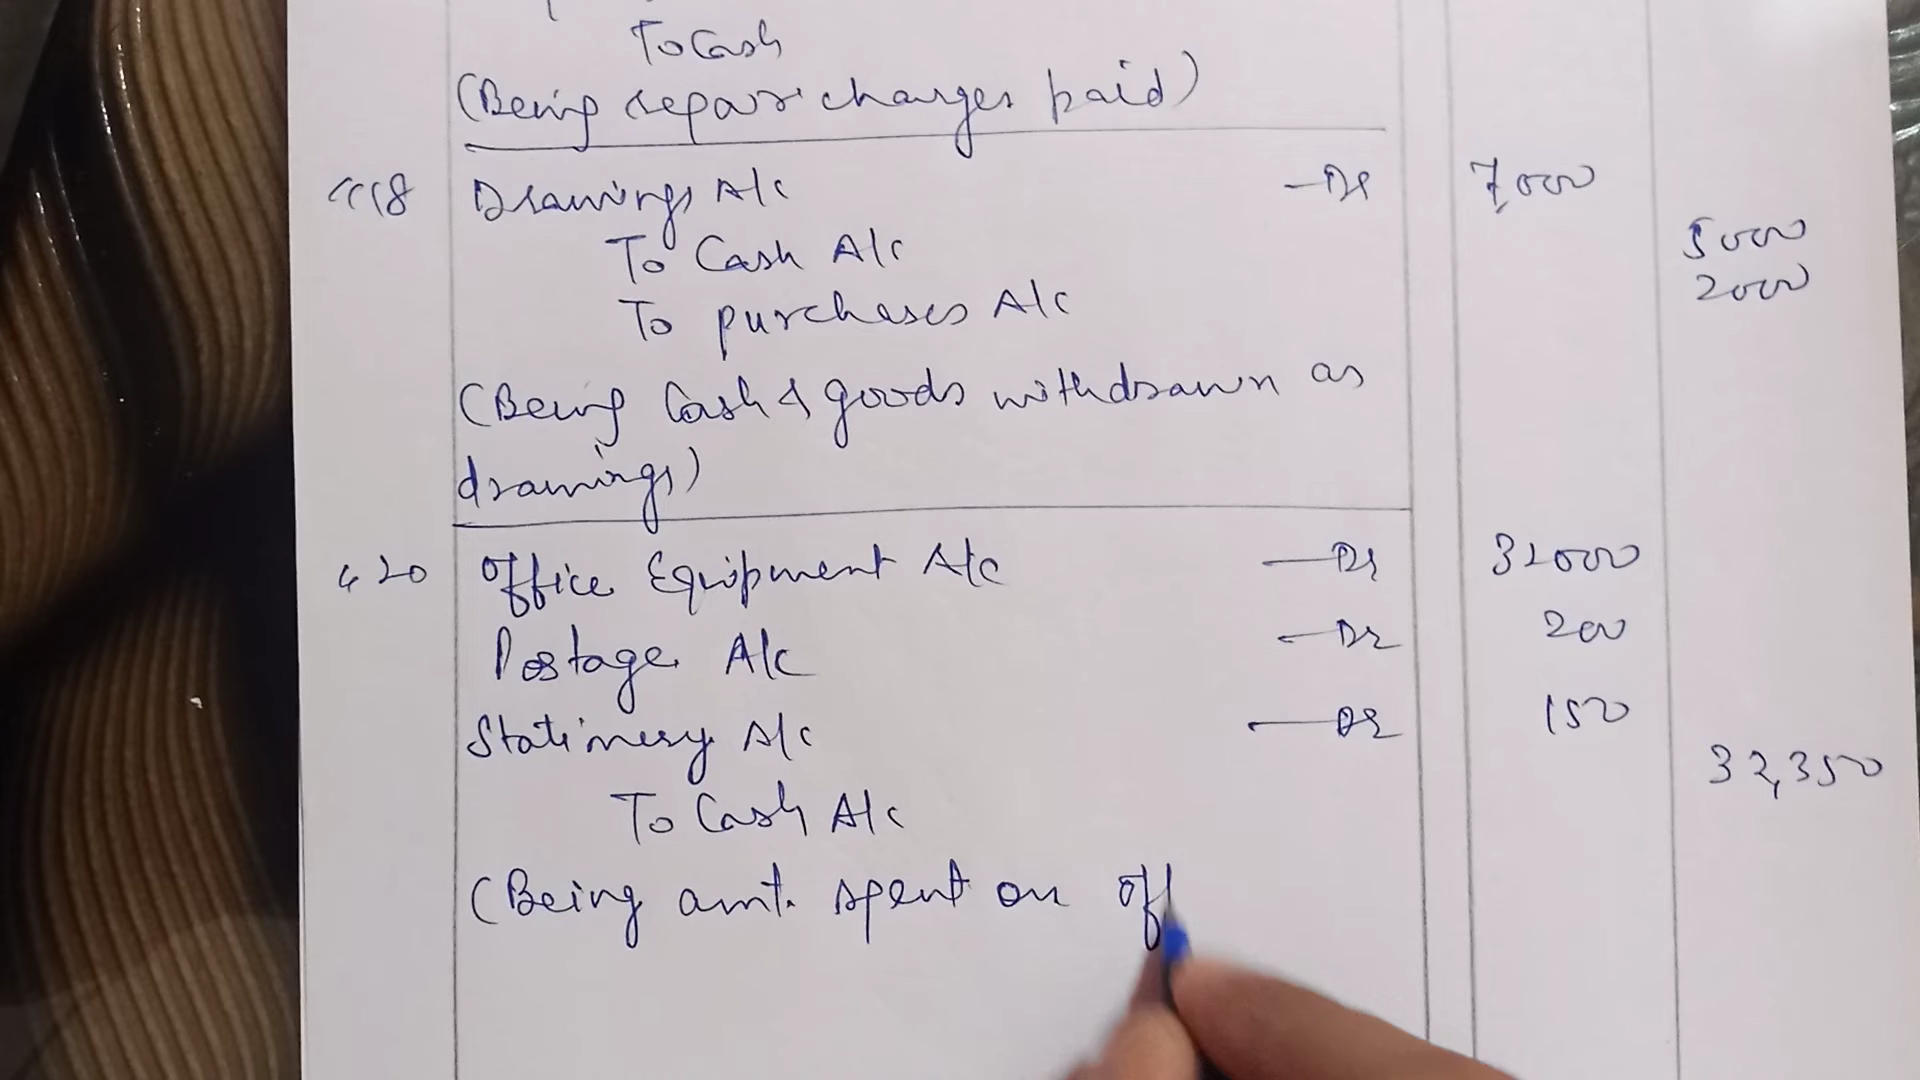 To Cash
(Being repair charges paid)
"18 Drawings A/c —Dr 7,000
To Cash A/c 5000
To purchases A/c 2000
(Being Cash & goods withdrawn as
drawings)
"20 Office Equipment A/c —Dr 32000
Postage A/c —Dr 200
Stationery A/c —Dr 150
To Cash A/c 32,350
(Being amt. spent on off